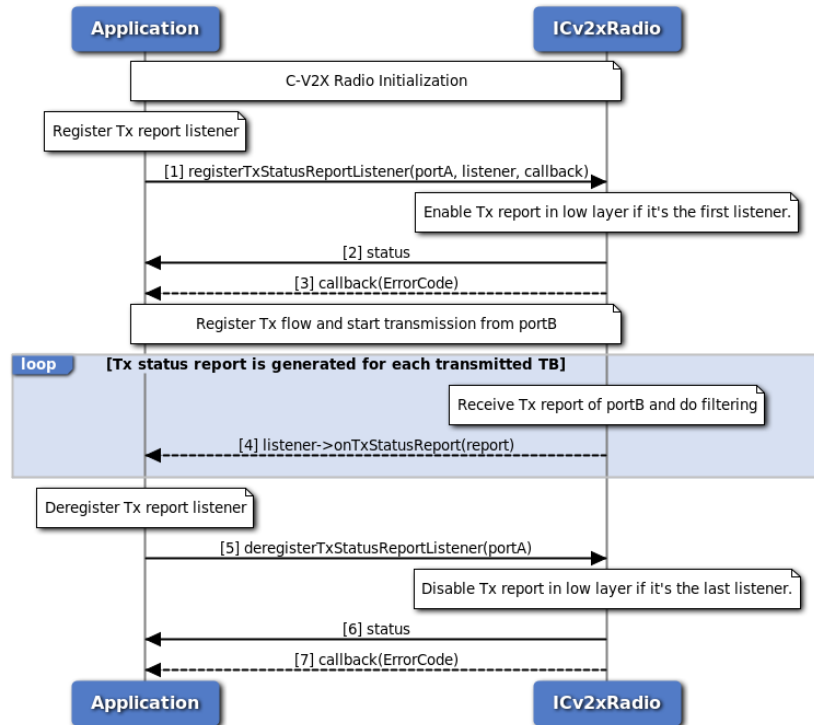 Application
ICv2xRadio
C-V2X Radio Initialization
Register Tx report listener
[1] registerTxStatusReportListener(portA, listener, callback)
Enable Tx report in low layer if it's the first listener.
[2] status
[3] callback(ErrorCode)
Register Tx flow and start transmission from portB
loop
[Tx status report is generated for each transmitted TB]
Receive Tx report of portB and do filtering
[4] listener->onTxStatusReport(report)
Deregister Tx report listener
[5] deregisterTxStatusReportListener(portA)
Disable Tx report in low layer if it's the last listener.
[6] status
[7] callback(ErrorCode)
Application
ICv2xRadio